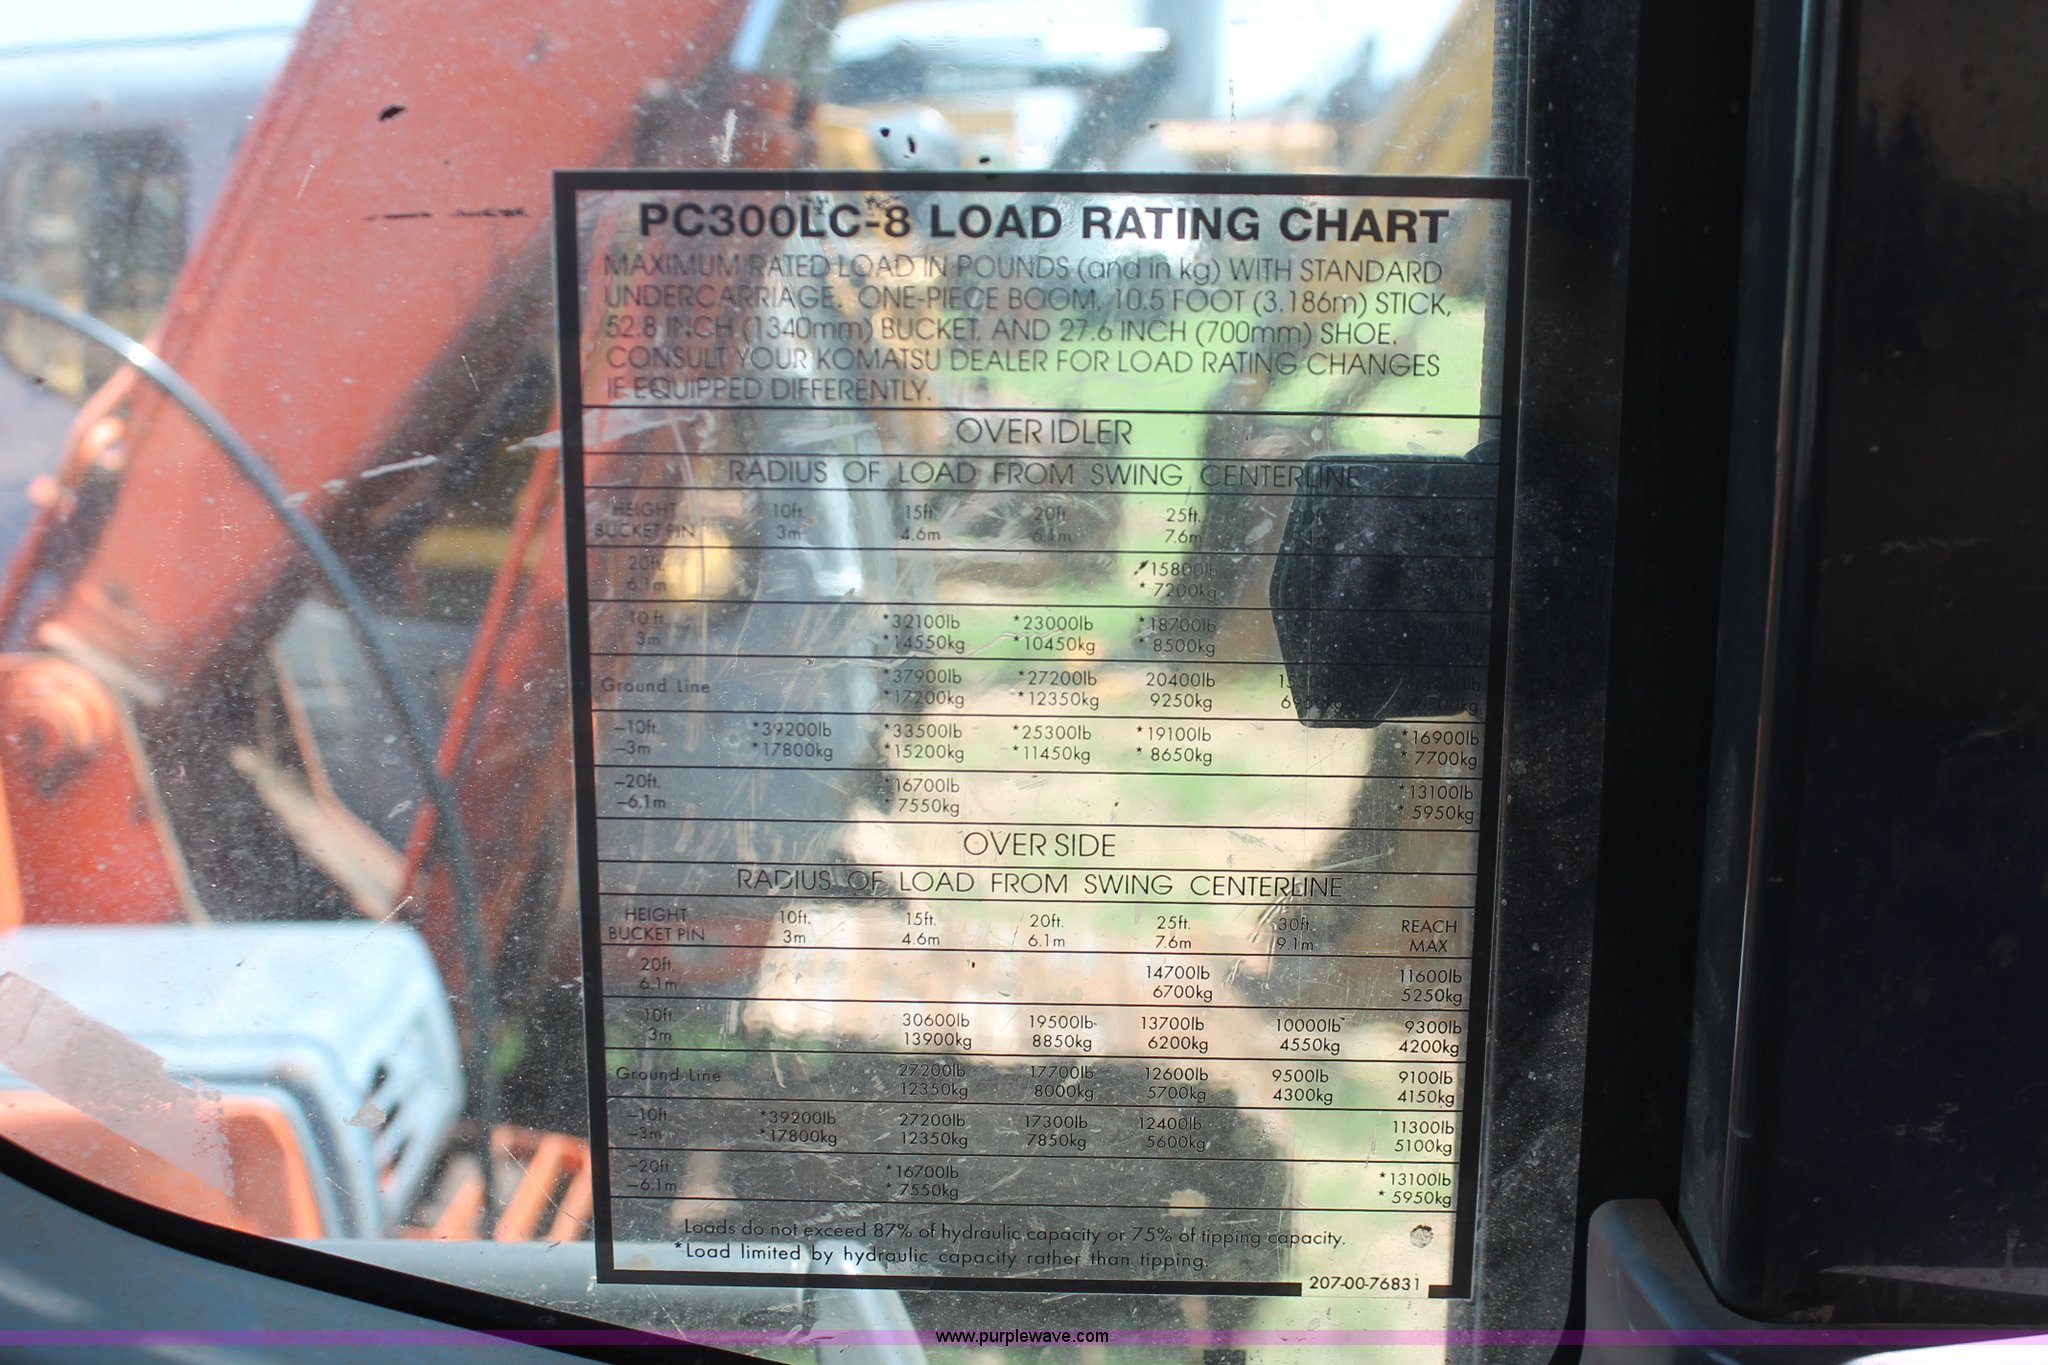 PC300LC-8 LOAD RATING CHART
MAXIMUM RATED LOAD IN POUNDS (and in kg) WITH STANDARD
UNDERCARRIAGE, ONE-PIECE BOOM, 10.5 FOOT (3.186m) STICK,
52.8 INCH (1340mm) BUCKET, AND 27.6 INCH (700mm) SHOE.
CONSULT YOUR KOMATSU DEALER FOR LOAD RATING CHANGES
IF EQUIPPED DIFFERENTLY.
OVER IDLER
RADIUS OF LOAD FROM SWING CENTERLINE
HEIGHT 10ft. 15ft. 20ft. 25ft. 30ft. REACH
BUCKET PIN 3m 4.6m 6.1m 7.6m 9.1m MAX
20ft. *15800lb
6.1m * 7200kg
10ft. *32100lb *23000lb *18700lb
3m *14550kg *10450kg * 8500kg
Ground Line *37900lb *27200lb 20400lb 15300lb
*17200kg *12350kg 9250kg 6950kg
-10ft. *39200lb *33500lb *25300lb *19100lb *16900lb
-3m *17800kg *15200kg *11450kg * 8650kg * 7700kg
-20ft. *16700lb *13100lb
-6.1m * 7550kg * 5950kg
OVER SIDE
RADIUS OF LOAD FROM SWING CENTERLINE
HEIGHT 10ft. 15ft. 20ft. 25ft. 30ft. REACH
BUCKET PIN 3m 4.6m 6.1m 7.6m 9.1m MAX
20ft. 14700lb 11600lb
6.1m 6700kg 5250kg
10ft. 30600lb 19500lb 13700lb 10000lb 9300lb
3m 13900kg 8850kg 6200kg 4550kg 4200kg
Ground Line 27200lb 17700lb 12600lb 9500lb 9100lb
12350kg 8000kg 5700kg 4300kg 4150kg
-10ft. *39200lb 27200lb 17300lb 12400lb 11300lb
-3m *17800kg 12350kg 7850kg 5600kg 5100kg
-20ft *16700lb *13100lb
-6.1m * 7550kg * 5950kg
Loads do not exceed 87% of hydraulic capacity or 75% of tipping capacity.
*Load limited by hydraulic capacity rather than tipping.
207-00-76831
www.purplewave.com